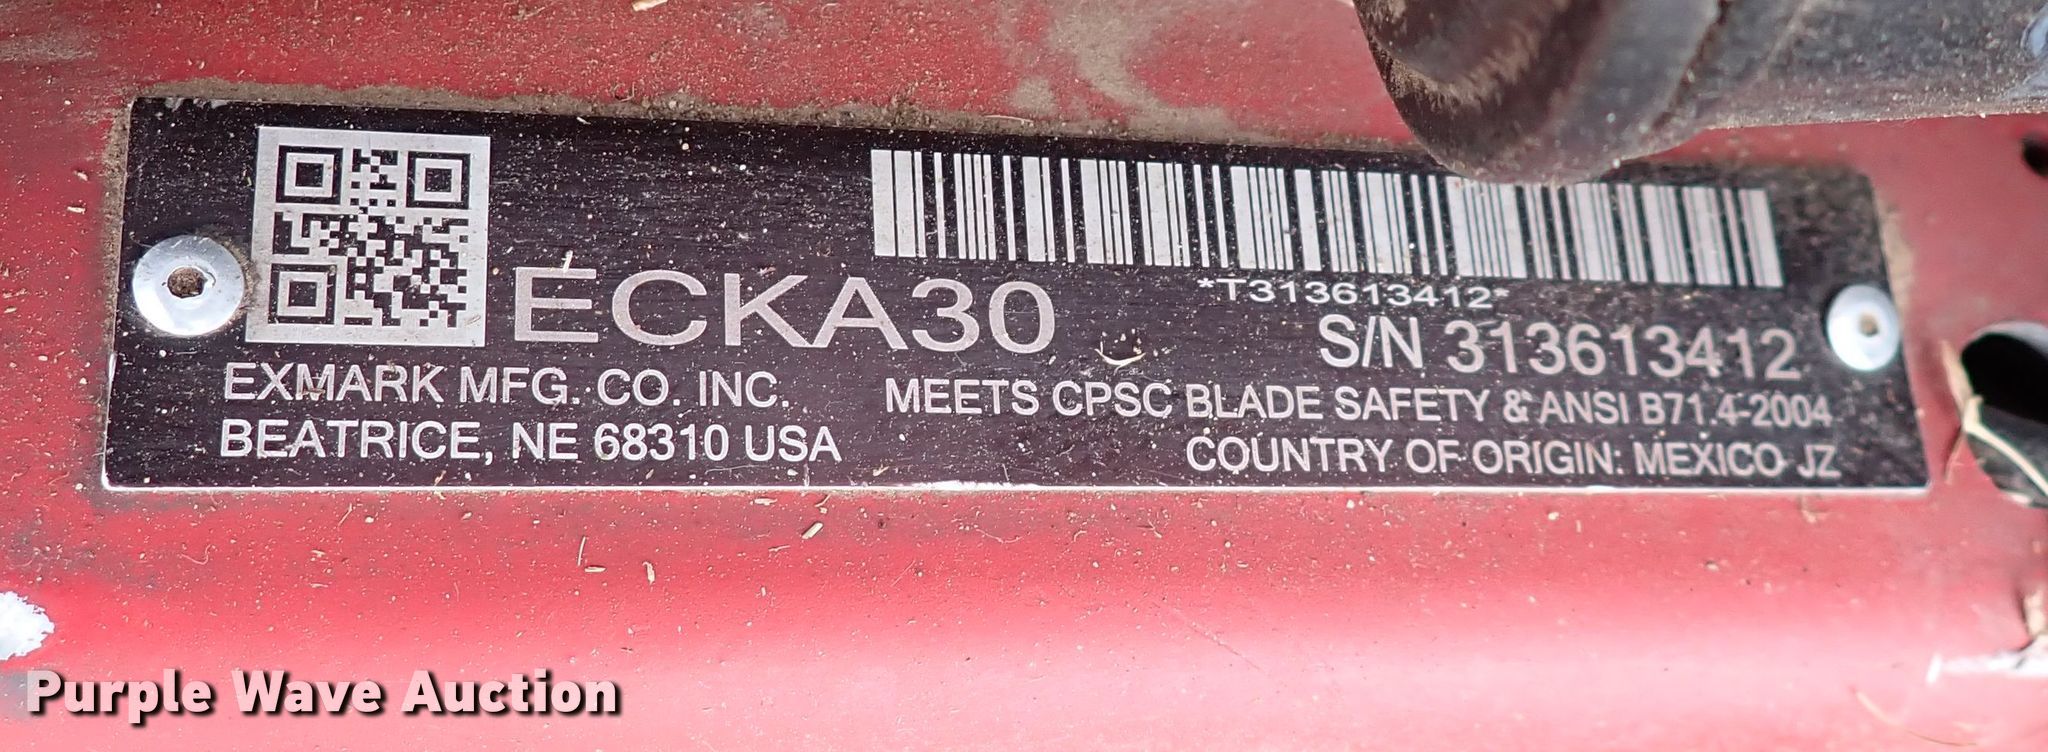 ECKA30
*T313613412*
S/N 313613412
EXMARK MFG. CO. INC.
BEATRICE, NE 68310 USA
MEETS CPSC BLADE SAFETY & ANSI B71.4-2004
COUNTRY OF ORIGIN: MEXICO JZ
Purple Wave Auction